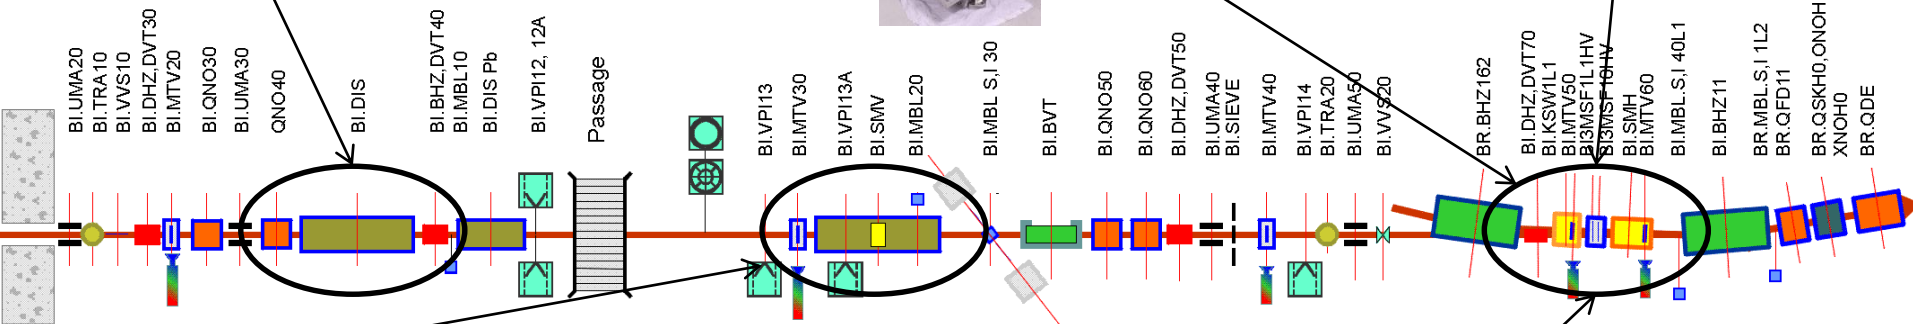 BI.UMA20
BI.TRA10
BI.VVS10
BI.DHZ,DVT30
BI.MTV20
BI.QNO30
BI.UMA30
QNO40
BI.DIS
BI.BHZ,DVT40
BI.MBL10
BI.DIS Pb
BI.VPI12, 12A
Passage
BI.VPI13
BI.MTV30
BI.VPI13A
BI.SMV
BI.MBL20
BI.MBL S,I 30
BI.BVT
BI.QNO50
BI.QNO60
BI.DHZ,DVT50
BI.UMA40
BI.SIEVE
BI.MTV40
BI.VPI14
BI.TRA20
BI.UMA50
BI.VVS20
BR.BHZ162
BI.DHZ,DVT70
BI.KSW1L1
BI.MTV50
BI3MSF1L1HV
BI.SMH
BI.MTV60
BI.MBL.S,I 40L1
BI.BHZ11
BR.MBL.S,I 1L2
BR.QFD11
BR.QSKH0,ONOH
XNOH0
BR.QDE